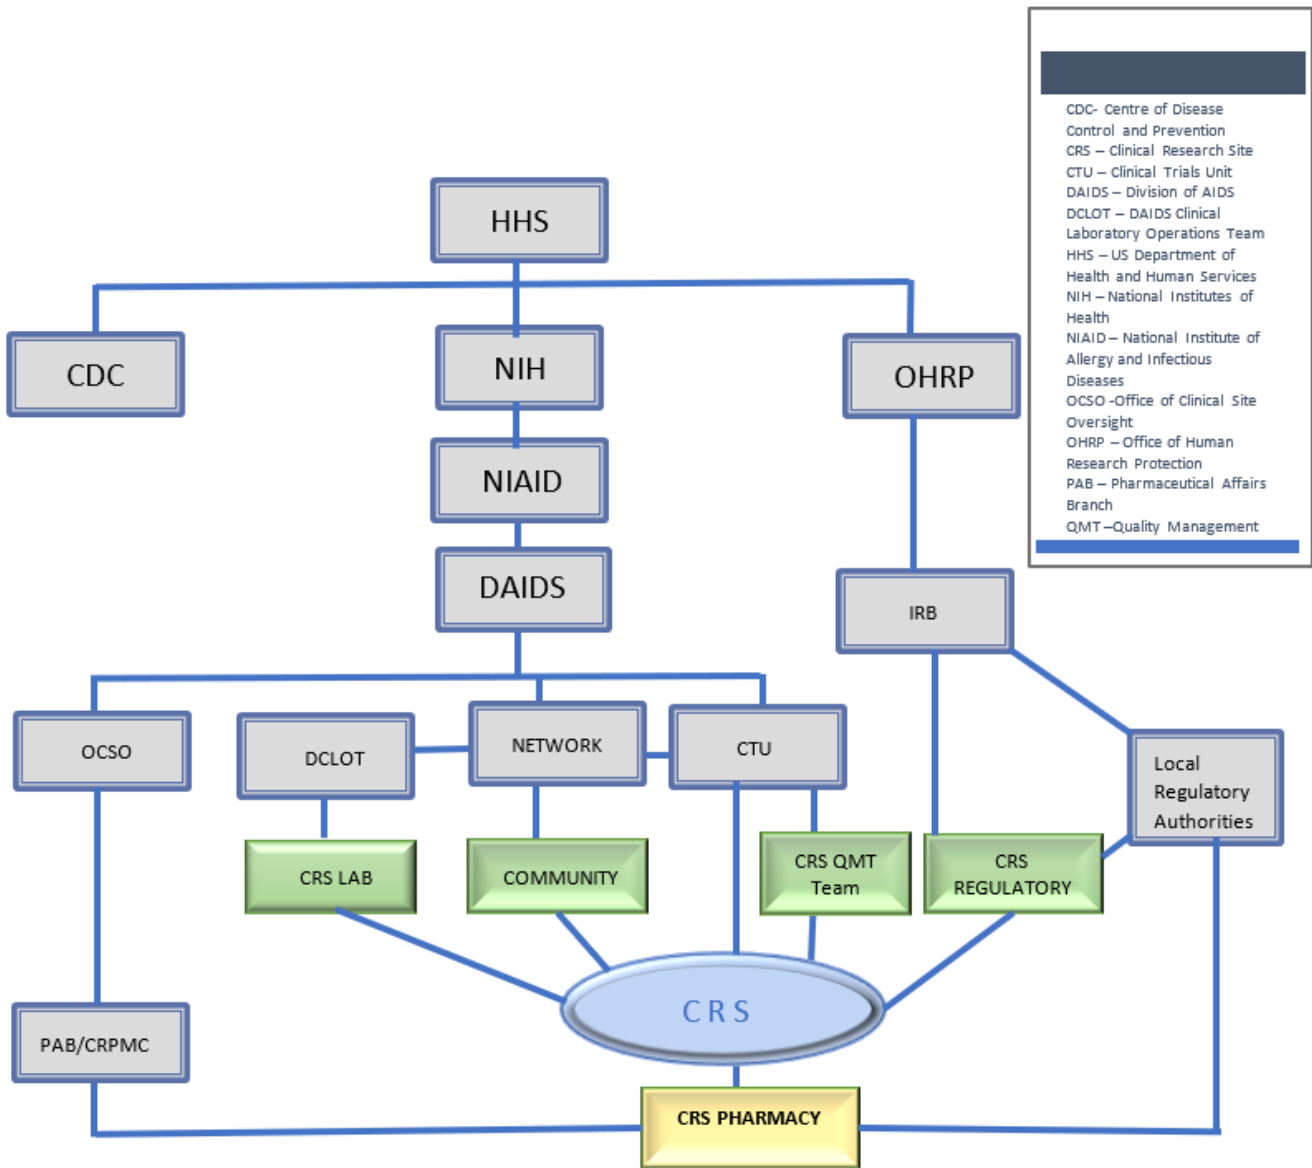 CDC- Centre of Disease
Control and Prevention
CRS – Clinical Research Site
CTU – Clinical Trials Unit
DAIDS – Division of AIDS
DCLOT – DAIDS Clinical
Laboratory Operations Team
HHS – US Department of
Health and Human Services
NIH – National Institutes of
Health
NIAID – National Institute of
Allergy and Infectious
Diseases
OCSO -Office of Clinical Site
Oversight
OHRP – Office of Human
Research Protection
PAB – Pharmaceutical Affairs
Branch
QMT –Quality Management
HHS
CDC
NIH
OHRP
NIAID
DAIDS
IRB
OCSO
DCLOT
NETWORK
CTU
Local
Regulatory
Authorities
CRS LAB
COMMUNITY
CRS QMT
Team
CRS
REGULATORY
CRS
PAB/CRPMC
CRS PHARMACY